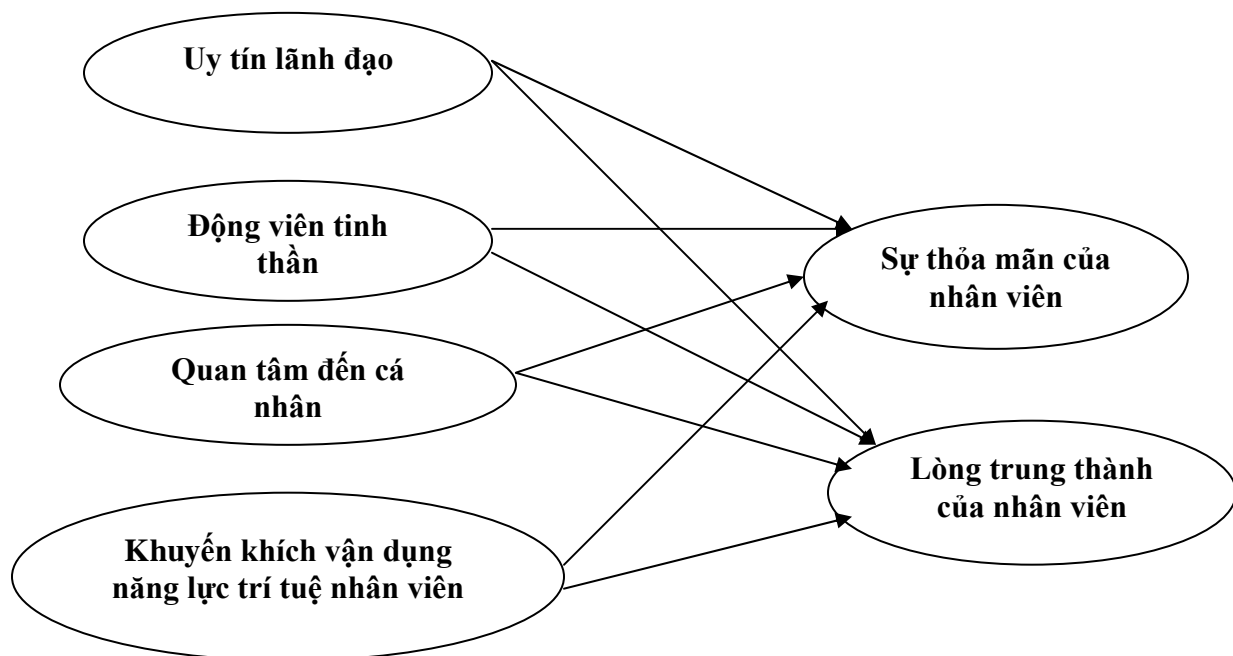 Uy tín lãnh đạo
Động viên tinh
thần
Sự thỏa mãn của
nhân viên
Quan tâm đến cá
nhân
Lòng trung thành
của nhân viên
Khuyến khích vận dụng
năng lực trí tuệ nhân viên